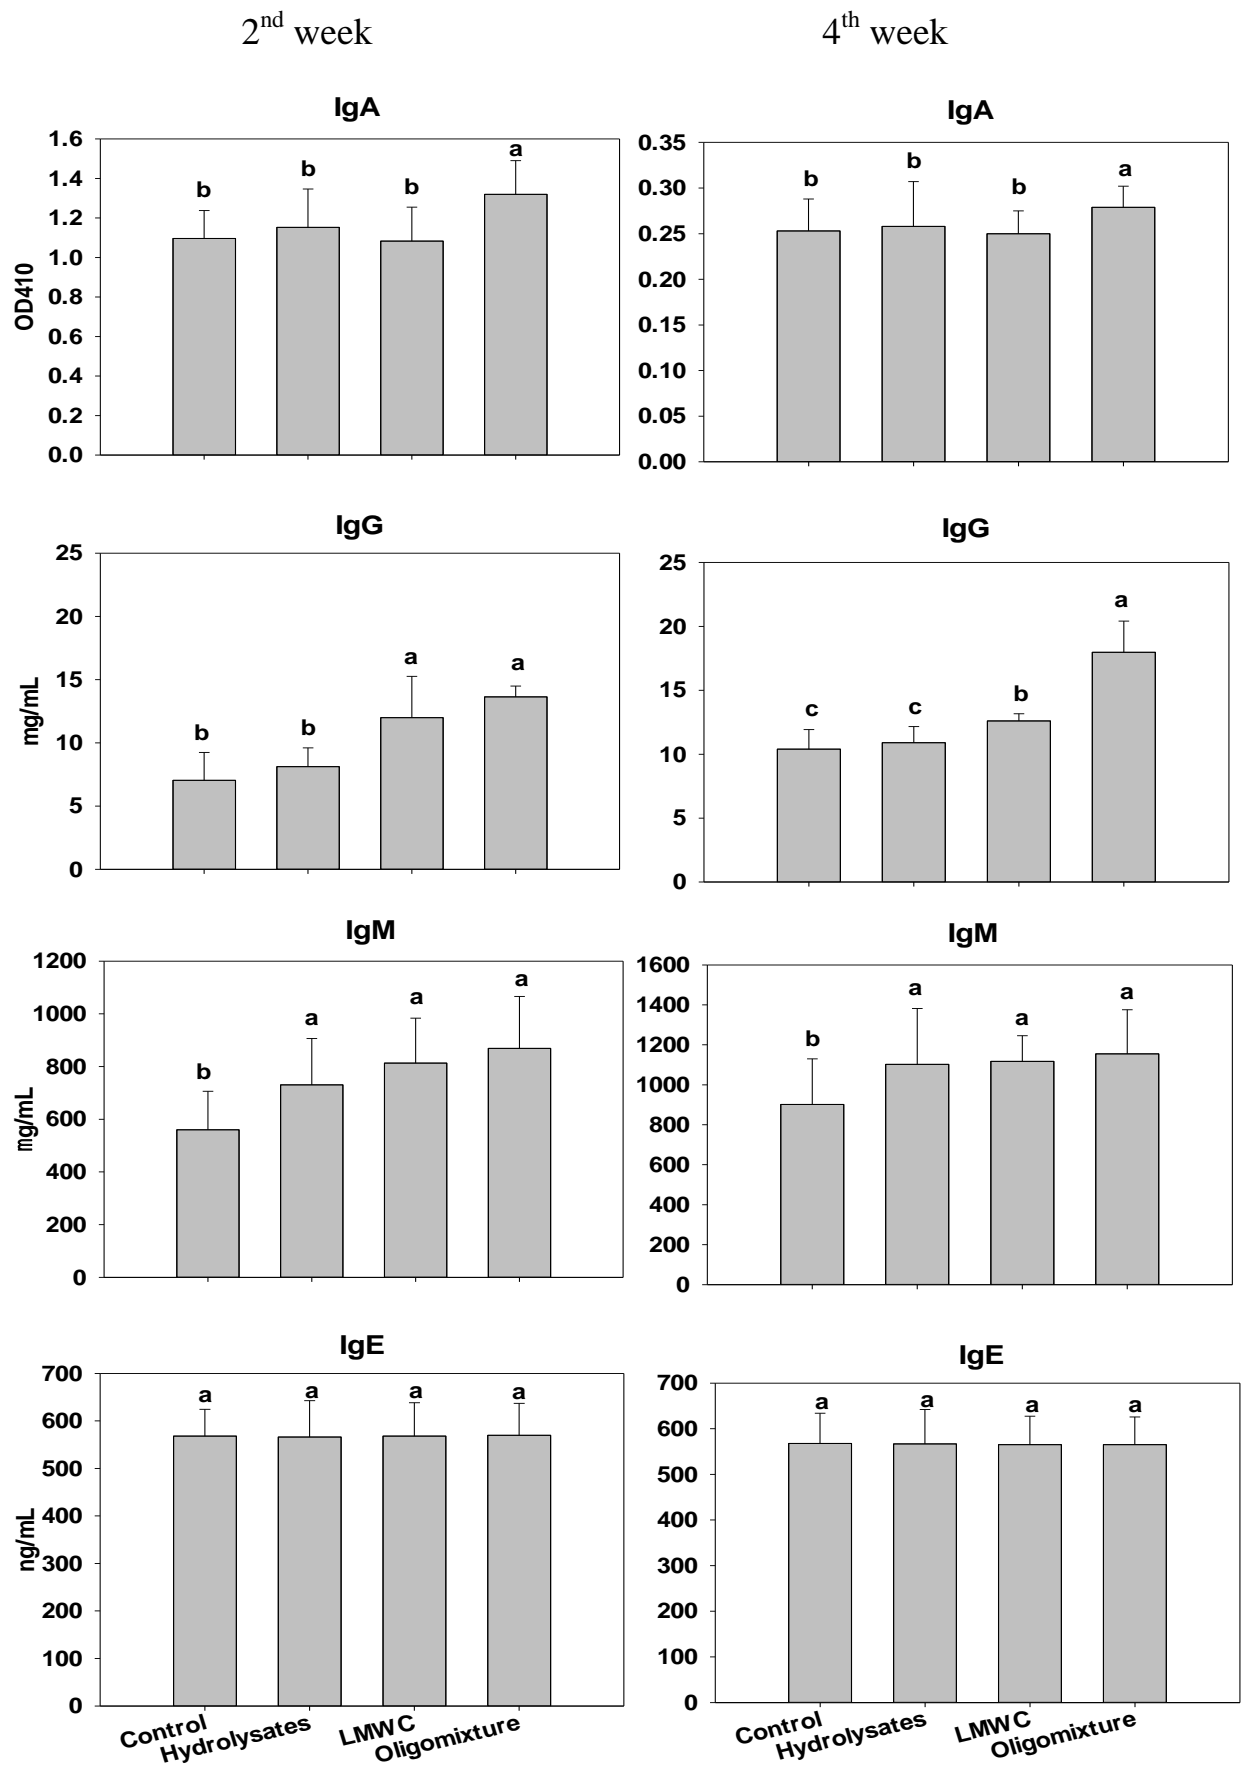 2nd week
4th week
IgA
1.6
1.4
1.2
1.0
0.8
0.6
0.4
0.2
0.0
OD410
b
b
b
a
IgA
0.35
0.30
0.25
0.20
0.15
0.10
0.05
0.00
b
b
b
a
IgG
25
20
15
10
5
0
mg/mL
b
b
a
a
IgG
25
20
15
10
5
0
c
c
b
a
IgM
1200
1000
800
600
400
200
0
mg/mL
b
a
a
a
IgM
1600
1400
1200
1000
800
600
400
200
0
b
a
a
a
IgE
700
600
500
400
300
200
100
0
ng/mL
a
a
a
a
Control
Hydrolysates
LMWC
Oligomixture
IgE
700
600
500
400
300
200
100
0
a
a
a
a
Control
Hydrolysates
LMWC
Oligomixture